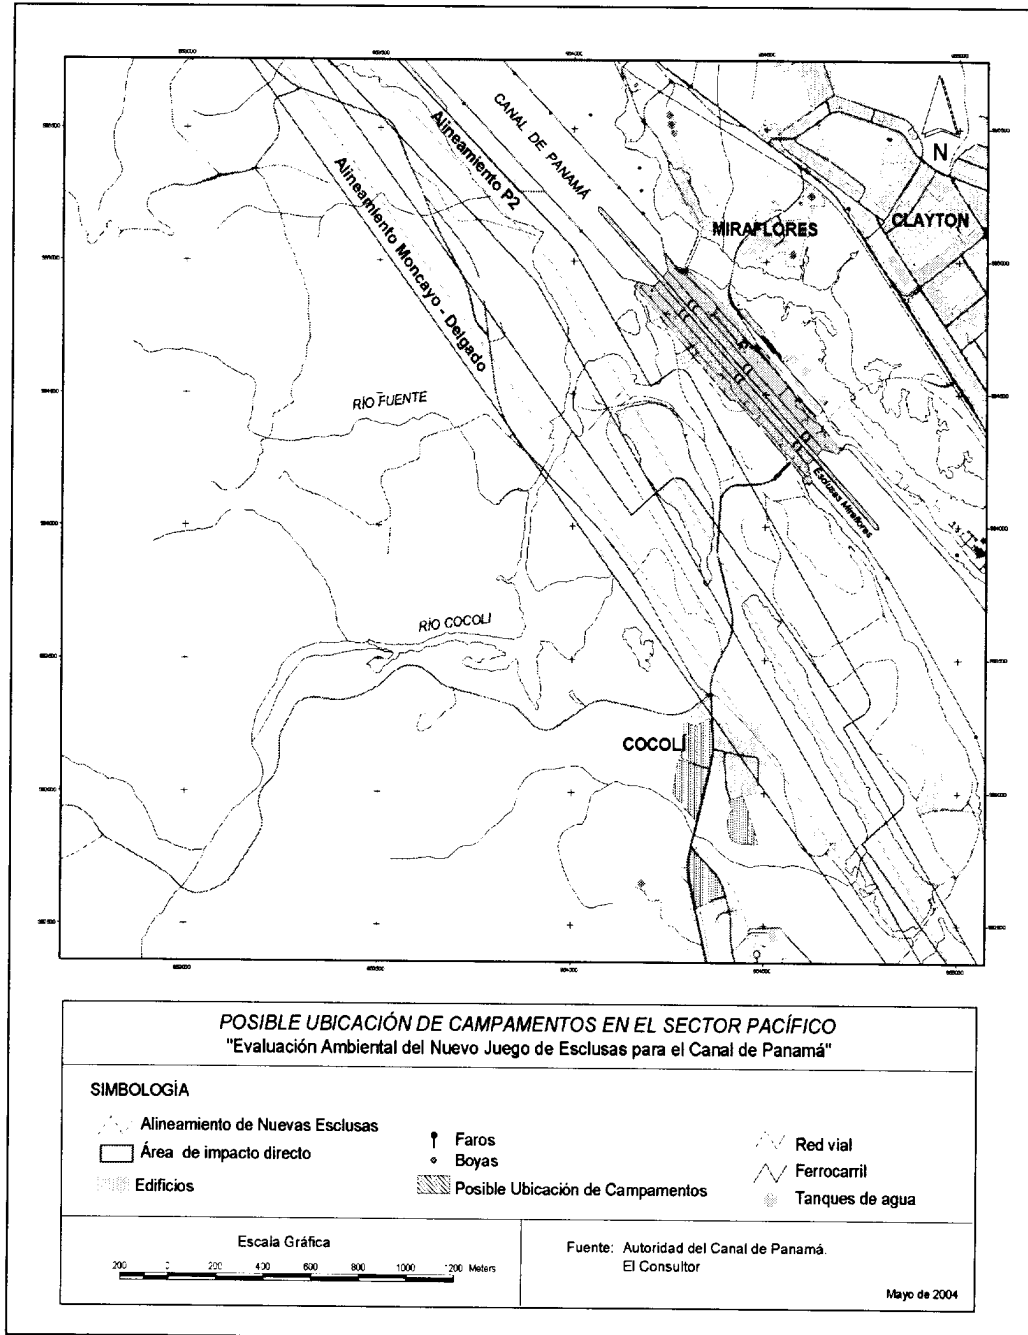 CANAL DE PANAMÁ
Alineamiento P2
Alineamiento Moncayo - Delgado
N
MIRAFLORES
CLAYTON
RÍO FUENTE
Esclusas Miraflores
RÍO COCOLI
COCOLÍ
POSIBLE UBICACIÓN DE CAMPAMENTOS EN EL SECTOR PACÍFICO
"Evaluación Ambiental del Nuevo Juego de Esclusas para el Canal de Panamá"
SIMBOLOGÍA
Alineamiento de Nuevas Esclusas
Área de impacto directo
Edificios
Faros
Boyas
Posible Ubicación de Campamentos
Red vial
Ferrocarril
Tanques de agua
Escala Gráfica
200 0 200 400 600 800 1000 1200 Meters
Fuente: Autoridad del Canal de Panamá.
El Consultor
Mayo de 2004